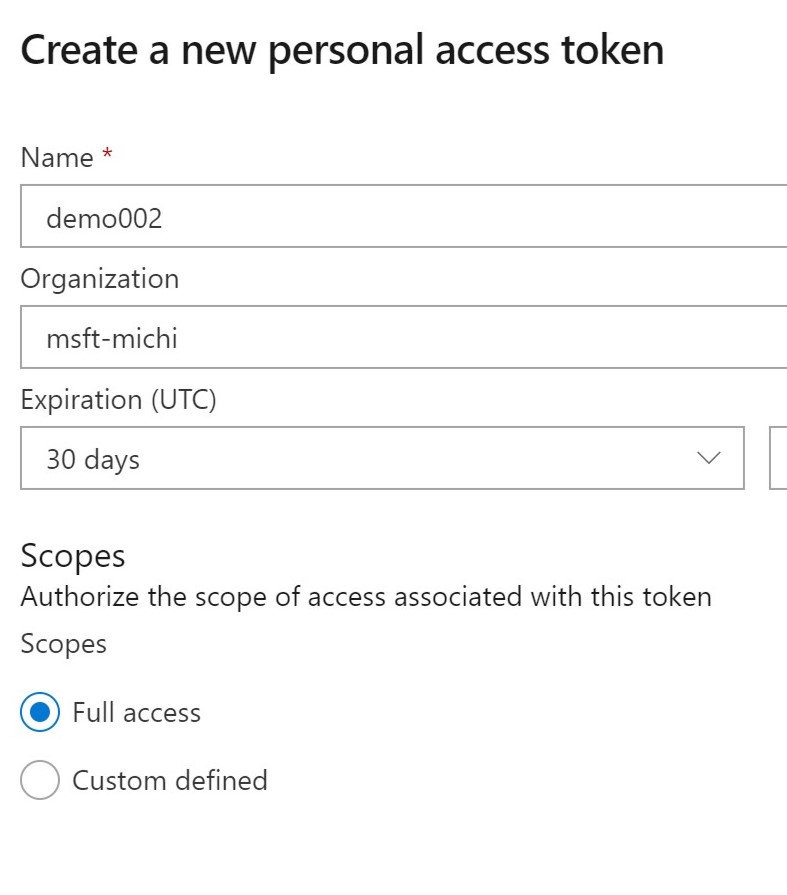 Create a new personal access token
Name *
demo002
Organization
msft-michi
Expiration (UTC)
30 days
Scopes
Authorize the scope of access associated with this token
Scopes
Full access
Custom defined